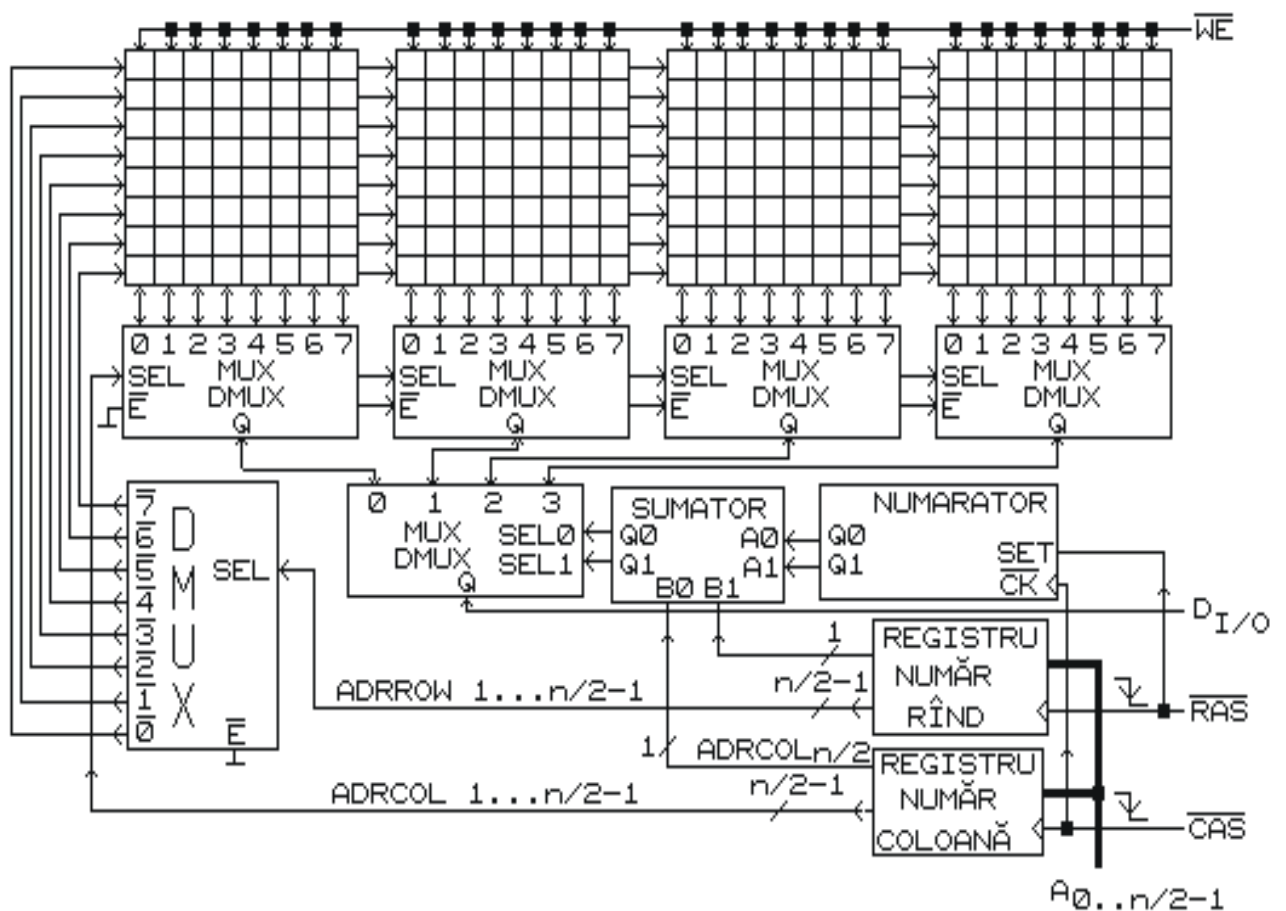 WE
0 1 2 3 4 5 6 7
SEL
MUX
DMUX
E
Q
0 1 2 3 4 5 6 7
SEL
MUX
DMUX
E
Q
0 1 2 3 4 5 6 7
SEL
MUX
DMUX
E
Q
0 1 2 3 4 5 6 7
SEL
MUX
DMUX
E
Q
7
6
5
4
3
2
1
0
DMUX
SEL
E
0 1 2 3
MUX
DMUX
SEL0
SEL1
Q
SUMATOR
Q0
Q1
A0
A1
B0 B1
NUMARATOR
Q0
Q1
SET
CK
D I/O
1
REGISTRU
NUMĂR
RÎND
n/2-1
ADRROW 1...n/2-1
RAS
1
ADRCOL n/2
REGISTRU
NUMĂR
COLOANĂ
n/2-1
ADRCOL 1...n/2-1
CAS
A0..n/2-1